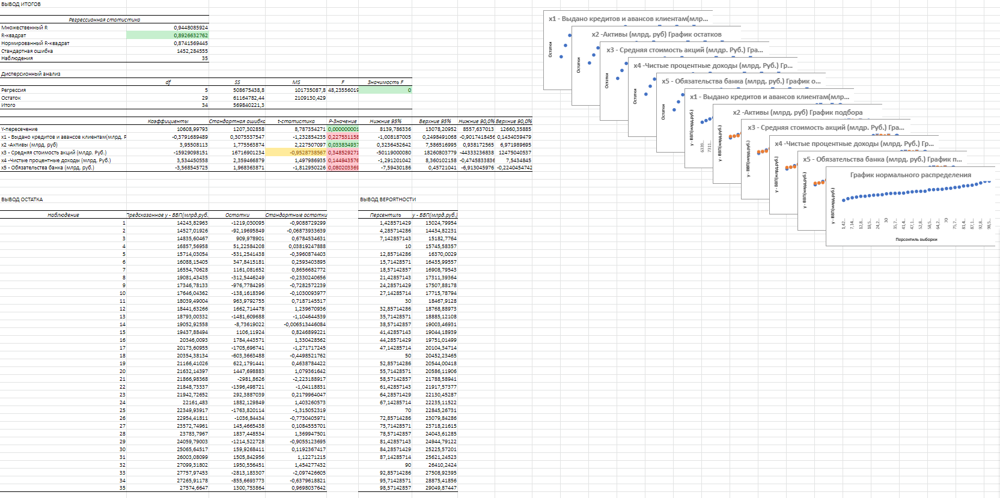 ВЫВОД ИТОГОВ
Регрессионная статистика
Множественный R 0,9448085924
R-квадрат 0,8926632762
Нормированный R-квадрат 0,8741569445
Стандартная ошибка 1452,284555
Наблюдения 35
Дисперсионный анализ
df SS MS F Значимость F
Регрессия 5 508675438,8 101735087,8 48,23556019 0
Остаток 29 61164782,44 2109130,429
Итого 34 569840221,3
Коэффициенты Стандартная ошибка t-статистика P-Значение Нижние 95% Верхние 95% Нижние 90,0% Верхние 90,0%
Y-пересечение 10608,99793 1207,302858 8,787354271 0,000000001 8139,786336 13078,20952 8557,637013 12660,35885
x1 - Выдано кредитов и авансов клиентам(млрд. Р -0,3791689489 0,3075537547 -1,232854235 0,227531158 -1,008187005 0,2498491068 -0,9017418456 0,1434039479
x2 -Активы (млрд. руб) 3,95508113 1,775563874 2,227507097 0,033834937 0,3236452642 7,586516995 0,938172565 6,971989695
x3 - Средняя стоимость акций (млдр. Руб.) -15929098151 16716901234 -0,9528738567 0,348529271 -50119000080 18260803779 -44333236838 12475040537
x4 -Чистые процентные доходы (млрд. Руб.) 3,534450558 2,359466879 1,497986935 0,144943576 -1,291201042 8,360102158 -0,4745833836 7,5434845
x5 - Обязательства банка (млрд. руб.) -3,568545725 1,968363871 -1,812950226 0,080203369 -7,59430186 0,45721041 -6,913045976 -0,2240454742
ВЫВОД ОСТАТКА
Наблюдение Предсказанное y - ВВП(млрд.руб. Остатки Стандартные остатки
1 14243,82963 -1219,030095 -0,9088729299
2 14527,01926 -92,19695849 -0,06873933639
3 14835,60467 909,978901 0,6784534631
4 16857,56958 51,22584208 0,03819247888
5 15714,03054 -531,2541438 -0,3960874403
6 16088,15405 347,8415181 0,2593403895
7 16554,70628 1161,081652 0,8656682772
8 19081,43435 -312,5446249 -0,2330240656
9 17346,78133 -976,7784295 -0,7282572239
10 17646,04362 -138,1618396 -0,1030093977
11 18039,49004 963,9792755 0,7187145517
12 18441,63266 1662,714478 1,239670936
13 18793,00332 -1481,609688 -1,104644539
14 19052,92558 -8,73619022 -0,006513446084
15 19437,88494 1106,11924 0,8246899221
16 20346,0093 1784,443571 1,330428562
17 20173,60955 -1705,696741 -1,271717245
18 20354,38134 -603,3663488 -0,4498521762
19 21166,41026 622,1791441 0,4638784422
20 21632,14397 1447,698883 1,079361642
21 21866,98368 -2981,8626 -2,223188917
22 21848,73337 -1396,498721 -1,04118831
23 21942,72652 292,3887039 0,2179964047
24 22161,483 1882,129849 1,403260573
25 22349,93917 -1763,820114 -1,315052319
26 22954,41811 -1036,84434 -0,7730405971
27 23572,74961 145,4665438 0,1084555701
28 23783,7967 1837,448534 1,369947501
29 24059,79003 -1214,522728 -0,9055123695
30 25065,64517 159,9268411 0,1192367417
31 26003,08099 1505,842956 1,12271215
32 27099,31802 1950,556451 1,454277432
33 27757,97453 -2813,183307 -2,097426605
34 27265,91178 -855,6693773 -0,6379618821
35 27574,6647 1300,753864 0,9698037642
ВЫВОД ВЕРОЯТНОСТИ
Персентиль y - ВВП(млрд.руб.)
1,428571429 13024,79954
4,285714286 14434,82231
7,142857143 15182,7764
10 15745,58357
12,85714286 16370,0029
15,71428571 16435,99557
18,57142857 16908,79543
21,42857143 17311,39364
24,28571429 17507,88178
27,14285714 17715,78794
30 18467,9128
32,85714286 18768,88973
35,71428571 18885,12108
38,57142857 19003,46931
41,42857143 19044,18939
44,28571429 19751,01499
47,14285714 20104,34714
50 20452,23465
52,85714286 20544,00418
55,71428571 20586,11906
58,57142857 21788,58941
61,42857143 21917,57377
64,28571429 22130,45287
67,14285714 22235,11522
70 22845,26731
72,85714286 23079,84286
75,71428571 23718,21615
78,57142857 24043,61285
81,42857143 24944,79122
84,28571429 25225,57201
87,14285714 25621,24523
90 26410,2424
92,85714286 27508,92395
95,71428571 28875,41856
98,57142857 29049,87447
x1 - Выдано кредитов и авансов клиентам(млр...
Остатки
x2 -Активы (млрд. руб) График остатков
Остатки
x3 - Средняя стоимость акций (млдр. Руб.) Гра...
Остатки
x4 -Чистые процентные доходы (млрд. Руб.) Гр...
Остатки
x5 - Обязательства банка (млрд. руб.) График о...
Остатки
x1 - Выдано кредитов и авансов клиентам(млр...
y - ВВП(млрд.руб.)
6339...
7311...
x2 -Активы (млрд. руб) График подбора
y - ВВП(млрд.руб.)
x3 - Средняя стоимость акций (млдр. Руб.) Гра...
y - ВВП(млрд.руб.)
x4 -Чистые процентные доходы (млрд. Руб.) Гр...
y - ВВП(млрд.руб.)
x5 - Обязательства банка (млрд. руб.) График п...
y - ВВП(млрд.руб.)
График нормального распределения
y - ВВП(млрд.руб.)
1,42... 7,14... 12,8... 18,5... 24,2... 30 35,7... 41,4... 47,1... 52,8... 58,5... 64,2... 70 75,7... 81,4... 87,1... 92,8... 98,5...
Персентиль выборки